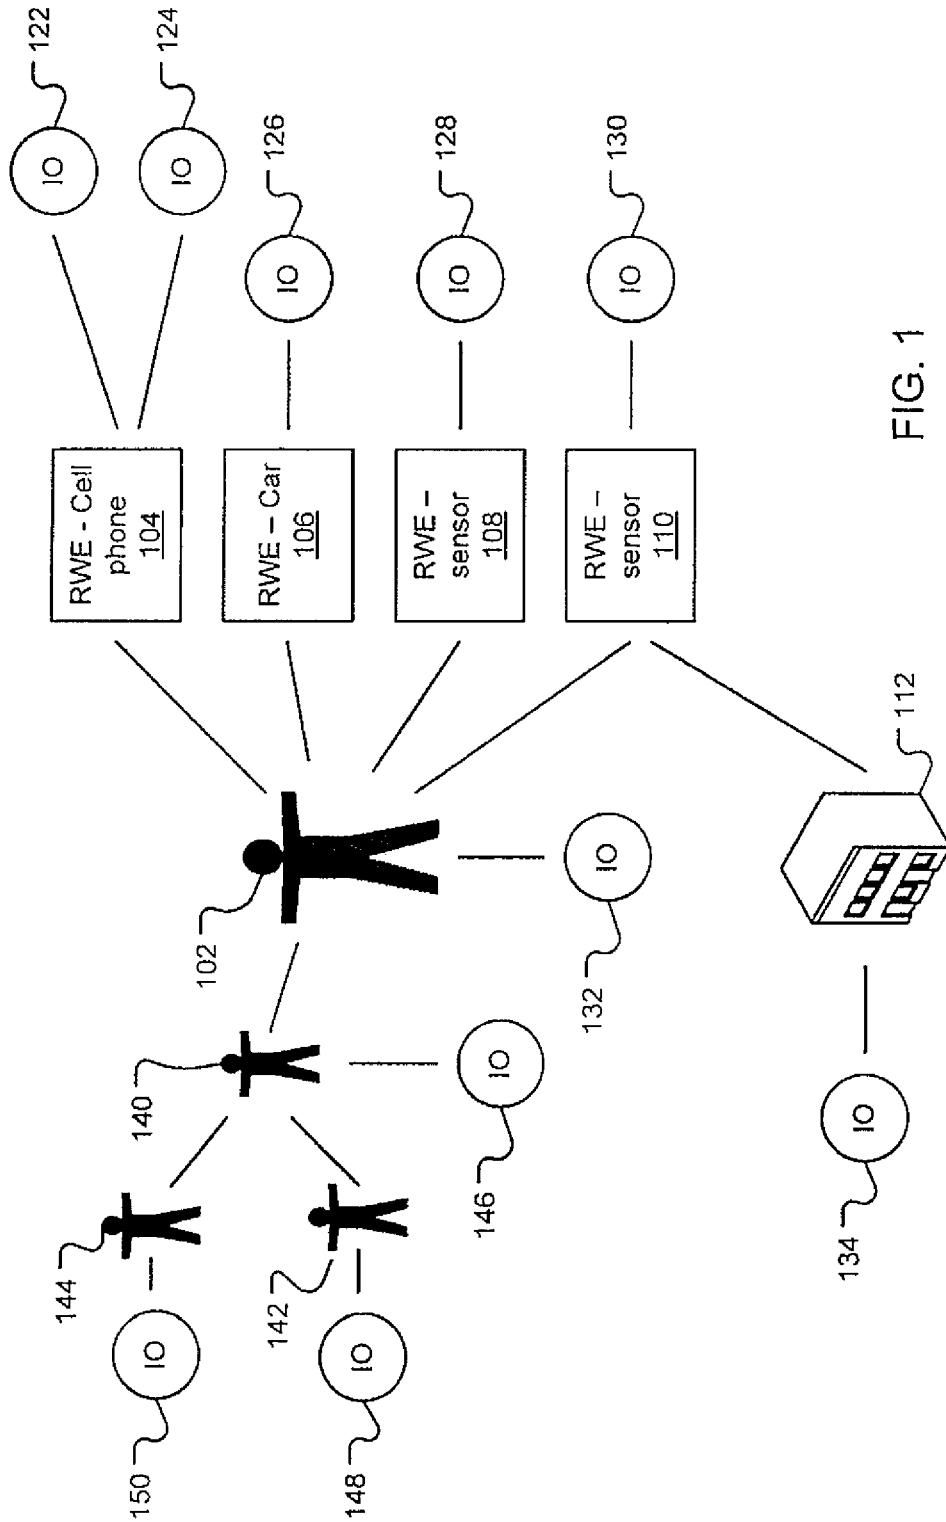 122
IO
144
RWE - Cell
phone
104
150
IO
140
IO
124
102
RWE – Car
106
IO
126
142
148
IO
RWE –
sensor
108
IO
128
146
IO
132
IO
RWE –
sensor
110
IO
130
134
IO
112
FIG. 1